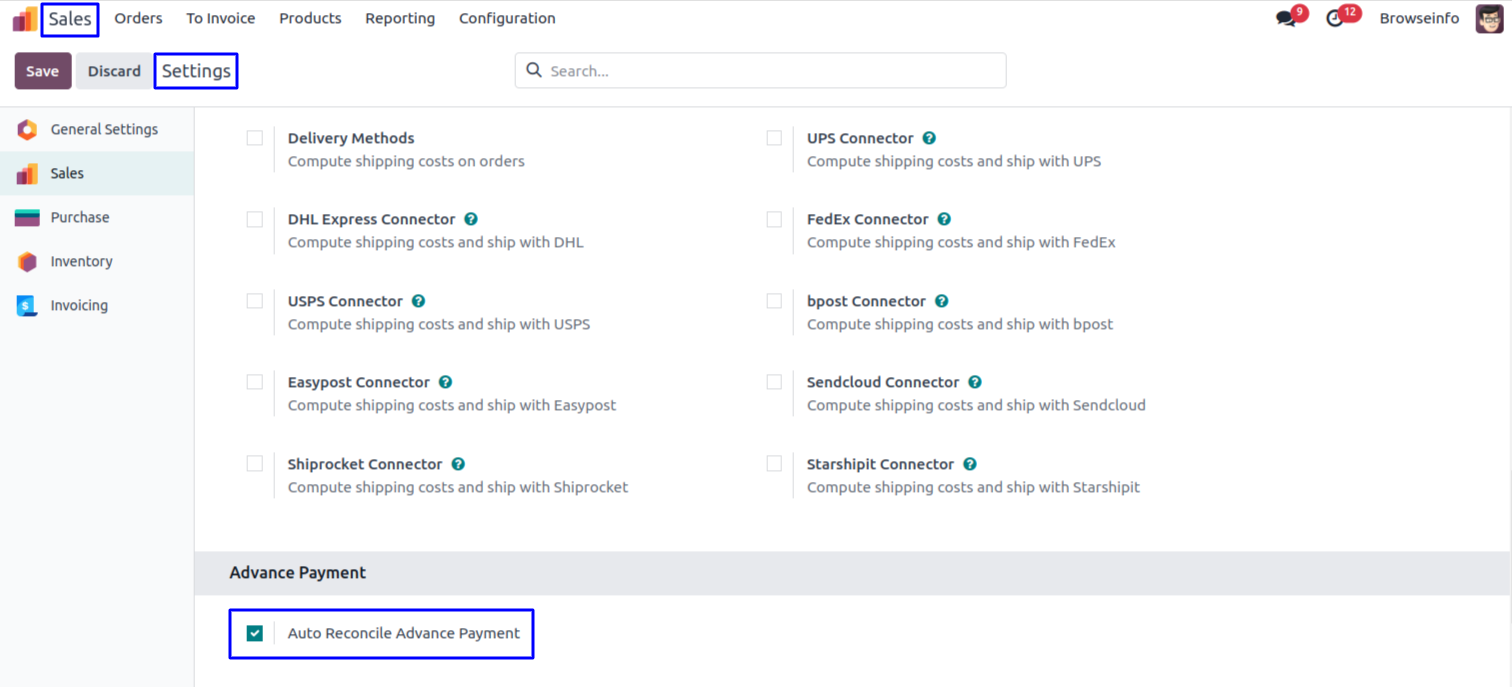 Sales Orders To Invoice Products Reporting Configuration 9 12 Browseinfo
Save Discard Settings Search...
General Settings
Sales
Purchase
Inventory
Invoicing
Delivery Methods
Compute shipping costs on orders
UPS Connector ?
Compute shipping costs and ship with UPS
DHL Express Connector ?
Compute shipping costs and ship with DHL
FedEx Connector ?
Compute shipping costs and ship with FedEx
USPS Connector ?
Compute shipping costs and ship with USPS
bpost Connector ?
Compute shipping costs and ship with bpost
Easypost Connector ?
Compute shipping costs and ship with Easypost
Sendcloud Connector ?
Compute shipping costs and ship with Sendcloud
Shiprocket Connector ?
Compute shipping costs and ship with Shiprocket
Starshipit Connector ?
Compute shipping costs and ship with Starshipit
Advance Payment
Auto Reconcile Advance Payment